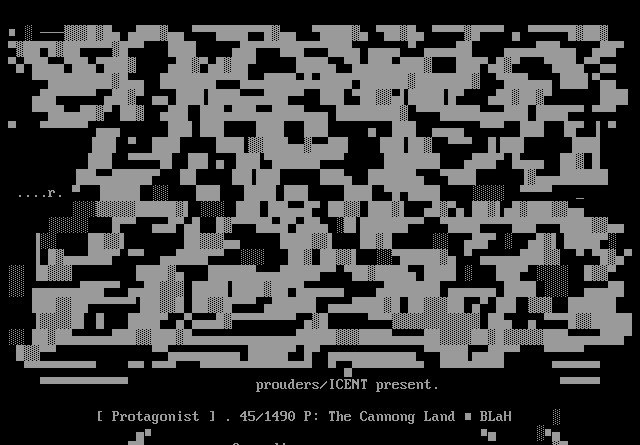 ....r.
prouders/ICENT present.
[ Protagonist ] . 45/1490 P: The Cannong Land ▪ BLaH